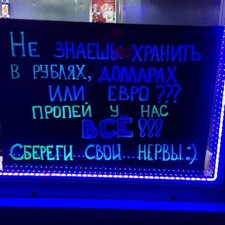 НЕ ЗНАЕШЬ ХРАНИТЬ
В РУБЛЯХ, ДОЛЛАРАХ
ИЛИ ЕВРО ???
ПРОПЕЙ У НАС
ВСЁ !!!
СБЕРЕГИ СВОИ НЕРВЫ :)